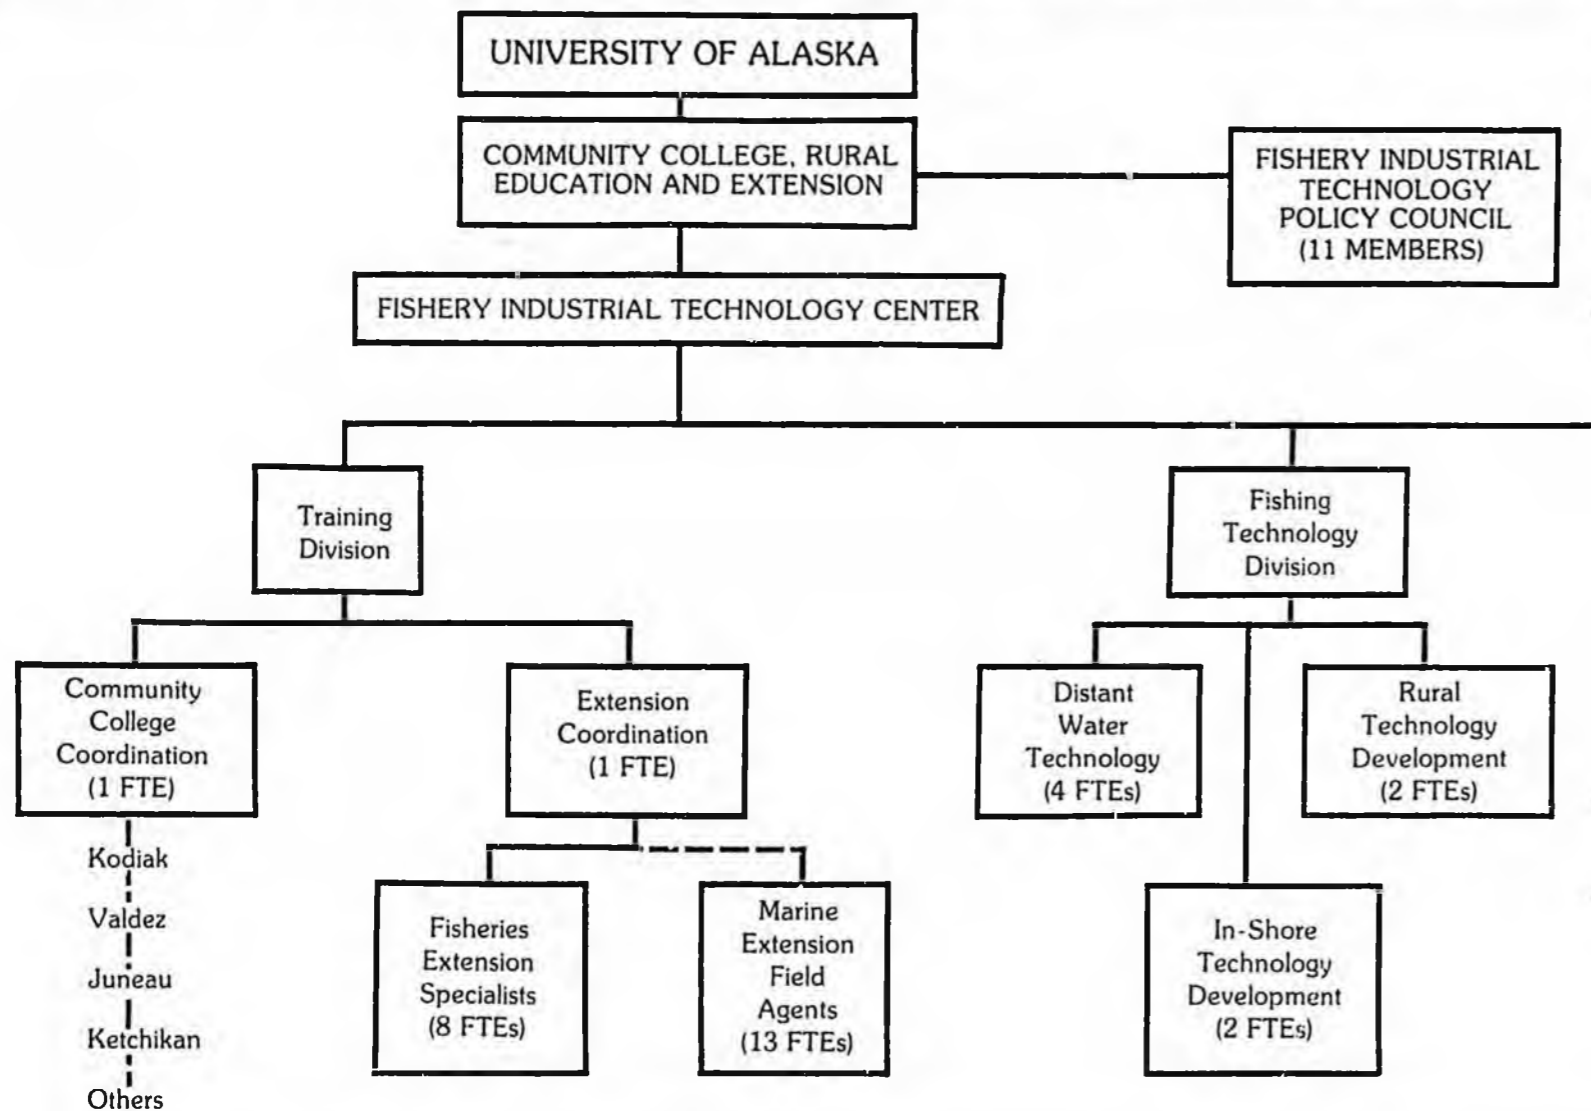 UNIVERSITY OF ALASKA
COMMUNITY COLLEGE, RURAL
EDUCATION AND EXTENSION
FISHERY INDUSTRIAL
TECHNOLOGY
POLICY COUNCIL
(11 MEMBERS)
FISHERY INDUSTRIAL TECHNOLOGY CENTER
Training
Division
Fishing
Technology
Division
Community
College
Coordination
(1 FTE)
Kodiak
Valdez
Juneau
Ketchikan
Others
Extension
Coordination
(1 FTE)
Fisheries
Extension
Specialists
(8 FTEs)
Marine
Extension
Field
Agents
(13 FTEs)
Distant
Water
Technology
(4 FTEs)
Rural
Technology
Development
(2 FTEs)
In-Shore
Technology
Development
(2 FTEs)